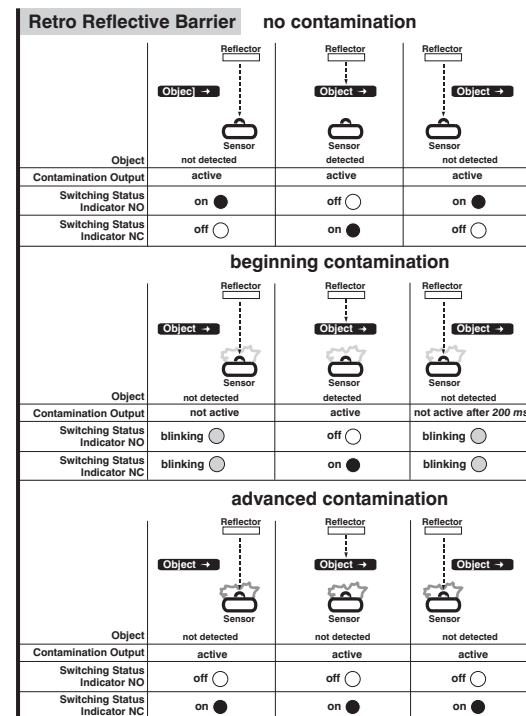 Retro Reflective Barrier no contamination
Reflector Reflector Reflector
Objec] → Object → Object →
Sensor Sensor Sensor
Object not detected detected not detected
Contamination Output active active active
Switching Status
Indicator NO on off on
Switching Status
Indicator NC off on off
beginning contamination
Reflector Reflector Reflector
Object → Object → Object →
Sensor Sensor Sensor
Object not detected detected not detected
Contamination Output not active active not active after 200 ms
Switching Status
Indicator NO blinking off blinking
Switching Status
Indicator NC blinking on blinking
advanced contamination
Reflector Reflector Reflector
Object → Object → Object →
Sensor Sensor Sensor
Object not detected not detected not detected
Contamination Output active active active
Switching Status
Indicator NO off off off
Switching Status
Indicator NC on on on